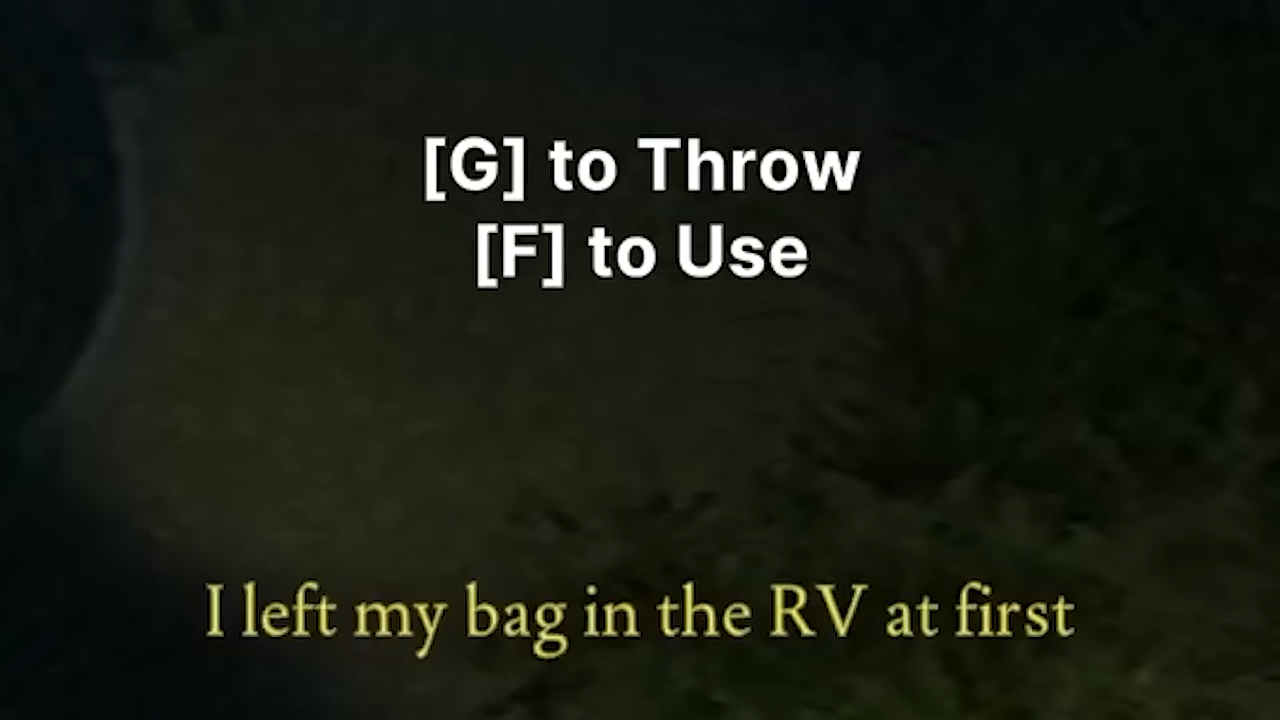 [G] to Throw
[F] to Use
I left my bag in the RV at first